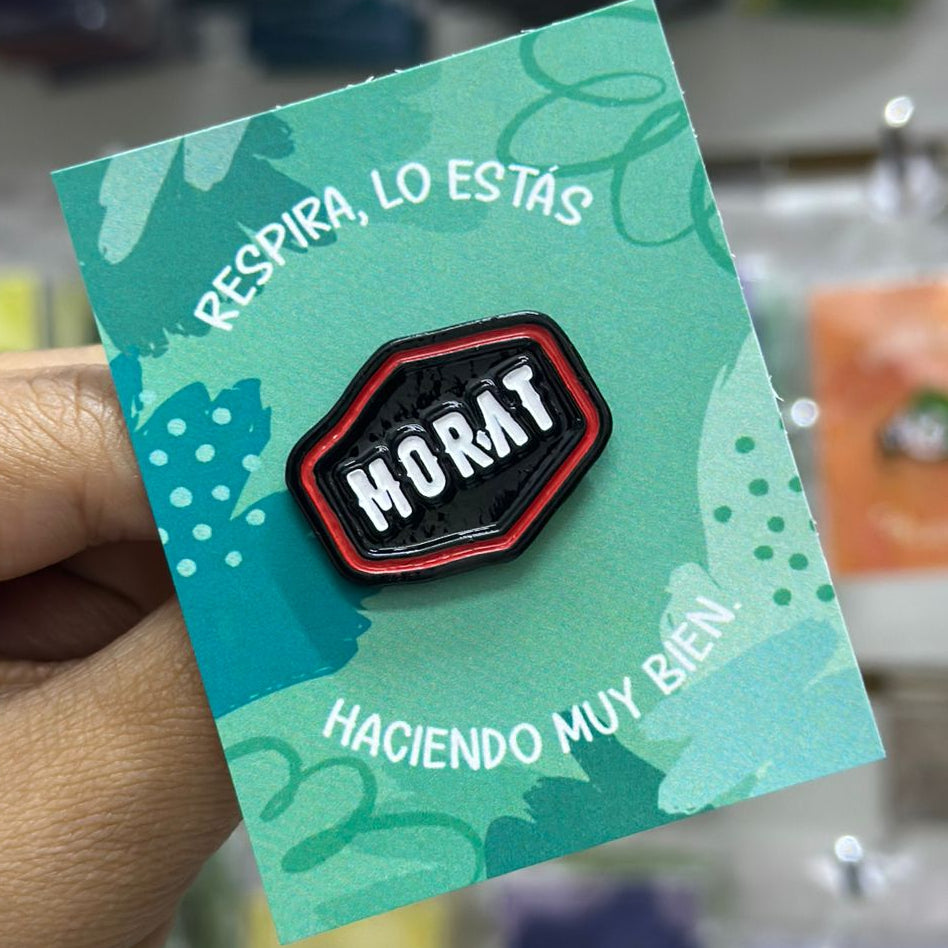 RESPIRA, LO ESTÁS
MORAT
HACIENDO MUY BIEN.